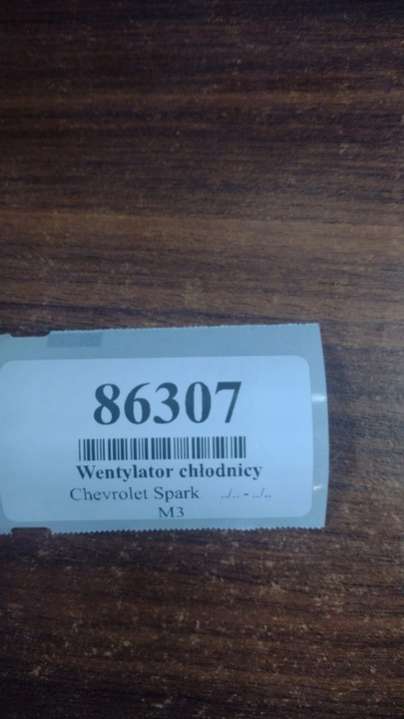 86307
Wentylator chłodnicy
Chevrolet Spark ../.. - ../..
M3